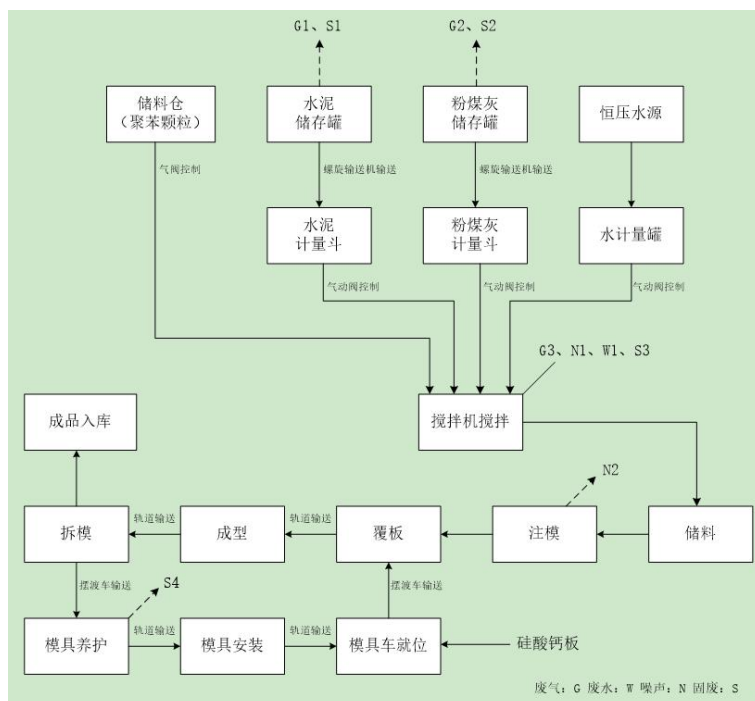 G1、S1
G2、S2
储料仓
（聚苯颗粒）
水泥
储存罐
粉煤灰
储存罐
恒压水源
气阀控制
螺旋输送机输送
螺旋输送机输送
水泥
计量斗
粉煤灰
计量斗
水计量罐
气动阀控制
气动阀控制
气动阀控制
G3、N1、W1、S3
成品入库
搅拌机搅拌
N2
拆模
轨道输送
成型
轨道输送
覆板
注模
储料
摆渡车输送
S4
摆渡车输送
模具养护
轨道输送
模具安装
轨道输送
模具车就位
硅酸钙板
废气：G 废水：W 噪声：N 固废：S